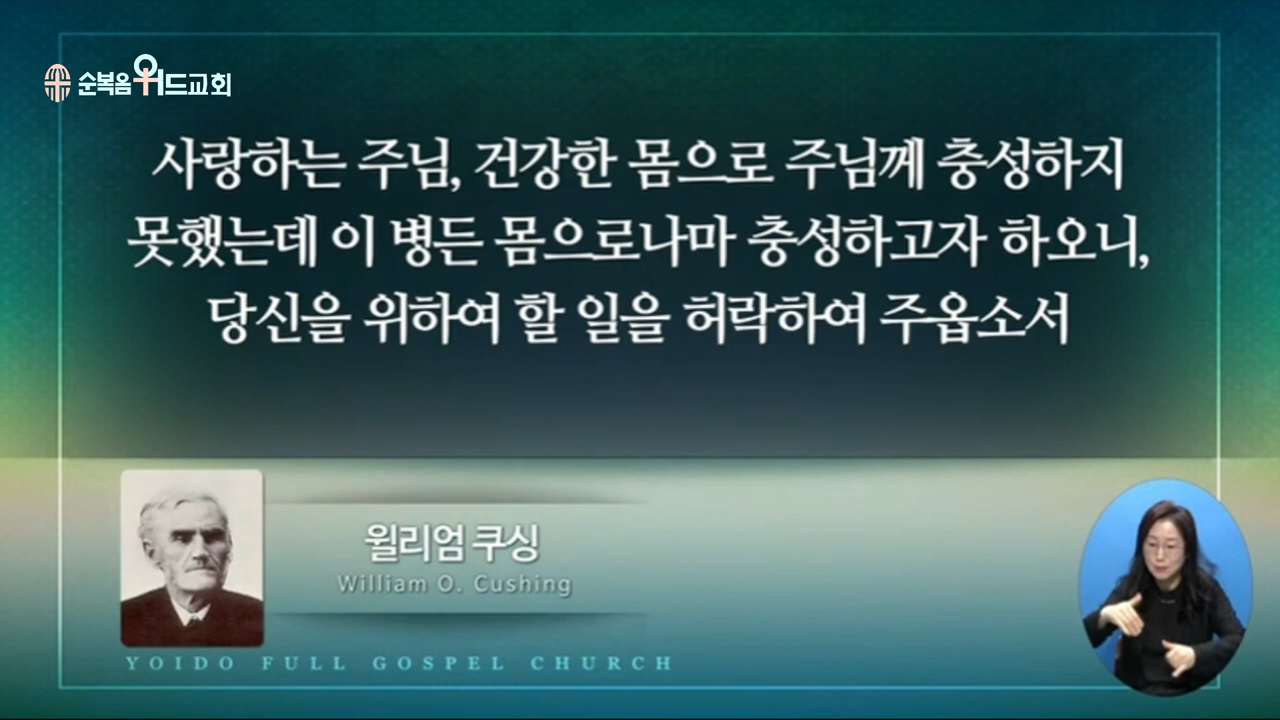 순복음위드교회
사랑하는 주님, 건강한 몸으로 주님께 충성하지
못했는데 이 병든 몸으로나마 충성하고자 하오니,
당신을 위하여 할 일을 허락하여 주옵소서
윌리엄 쿠싱
William O. Cushing
YOIDO FULL GOSPEL CHURCH